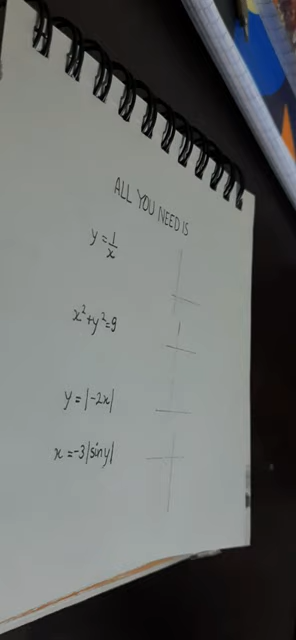 ALL YOU NEED IS
y = 1/x
x²+y²=9
y = |-2x|
x = -3|sin y|